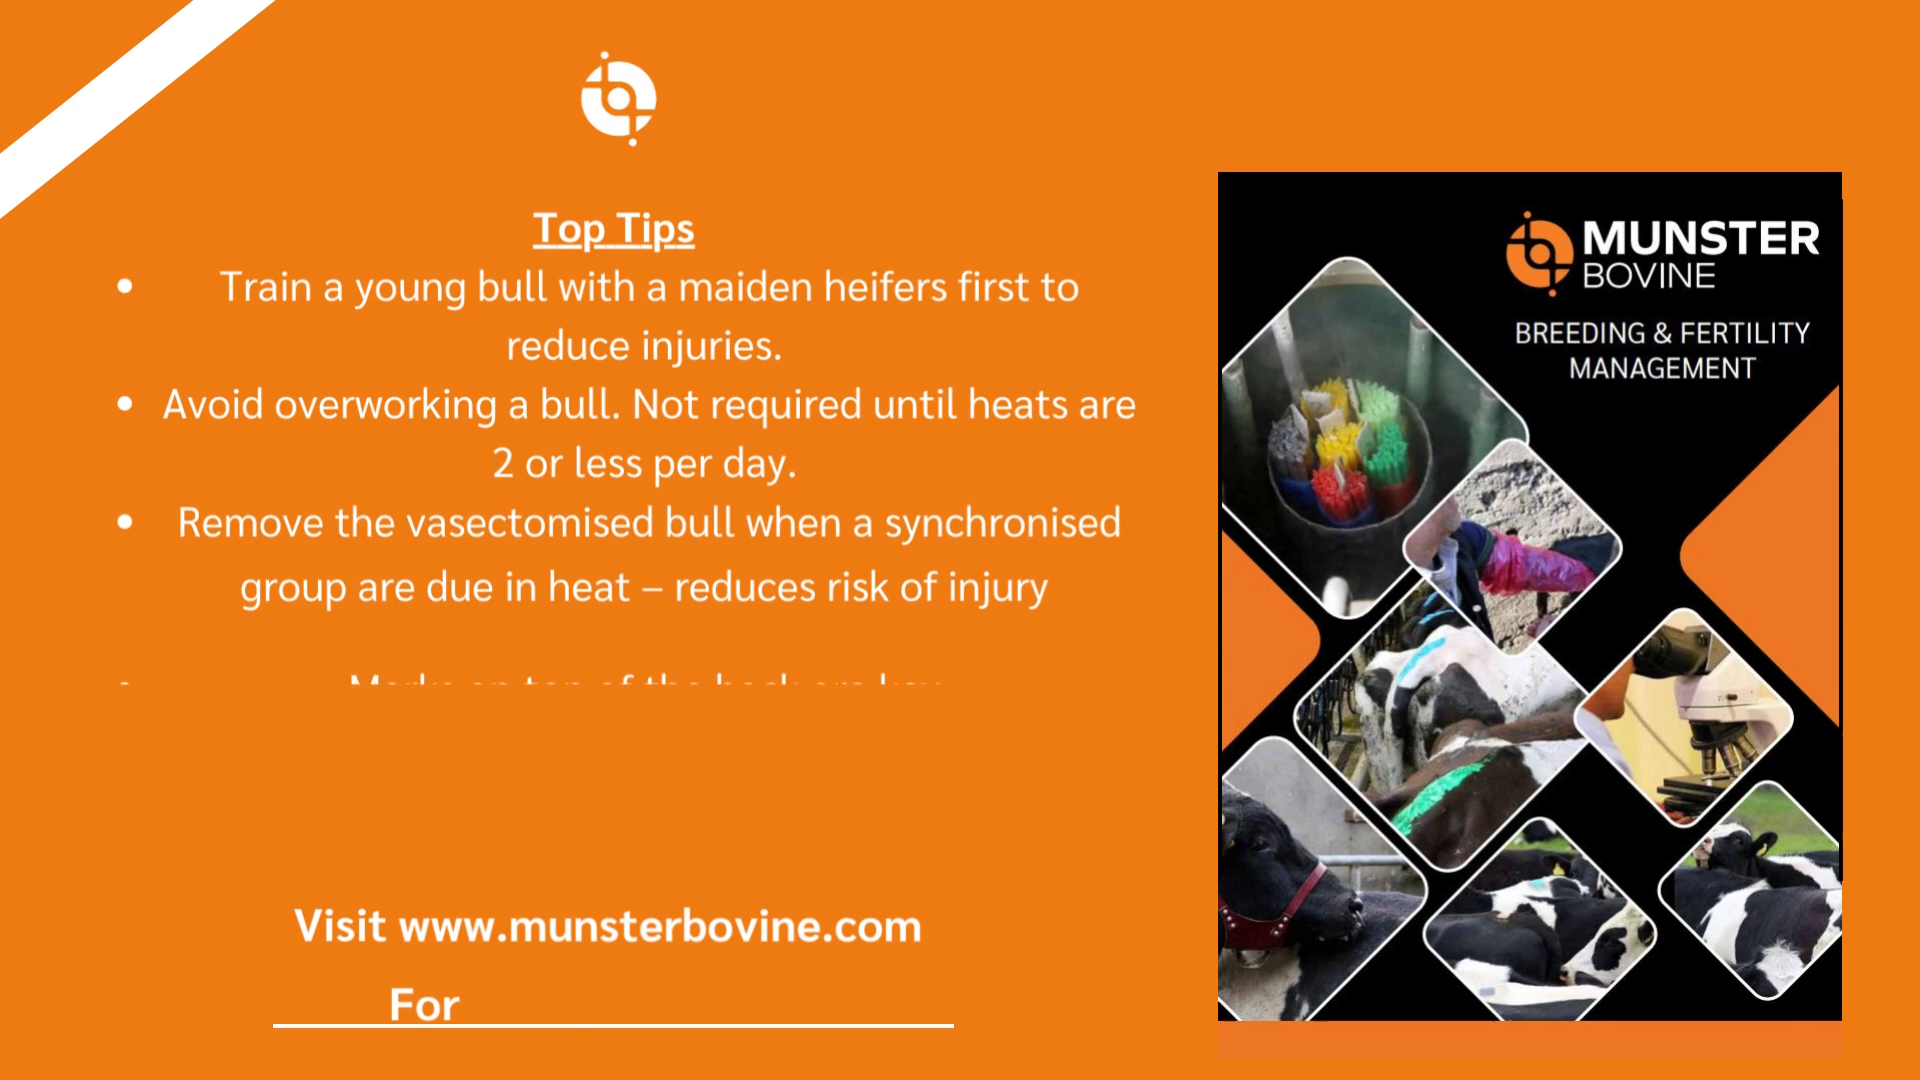 Top Tips
• Train a young bull with a maiden heifers first to
reduce injuries.
• Avoid overworking a bull. Not required until heats are
2 or less per day.
• Remove the vasectomised bull when a synchronised
group are due in heat – reduces risk of injury
Visit www.munsterbovine.com
For
MUNSTER
BOVINE
BREEDING & FERTILITY
MANAGEMENT